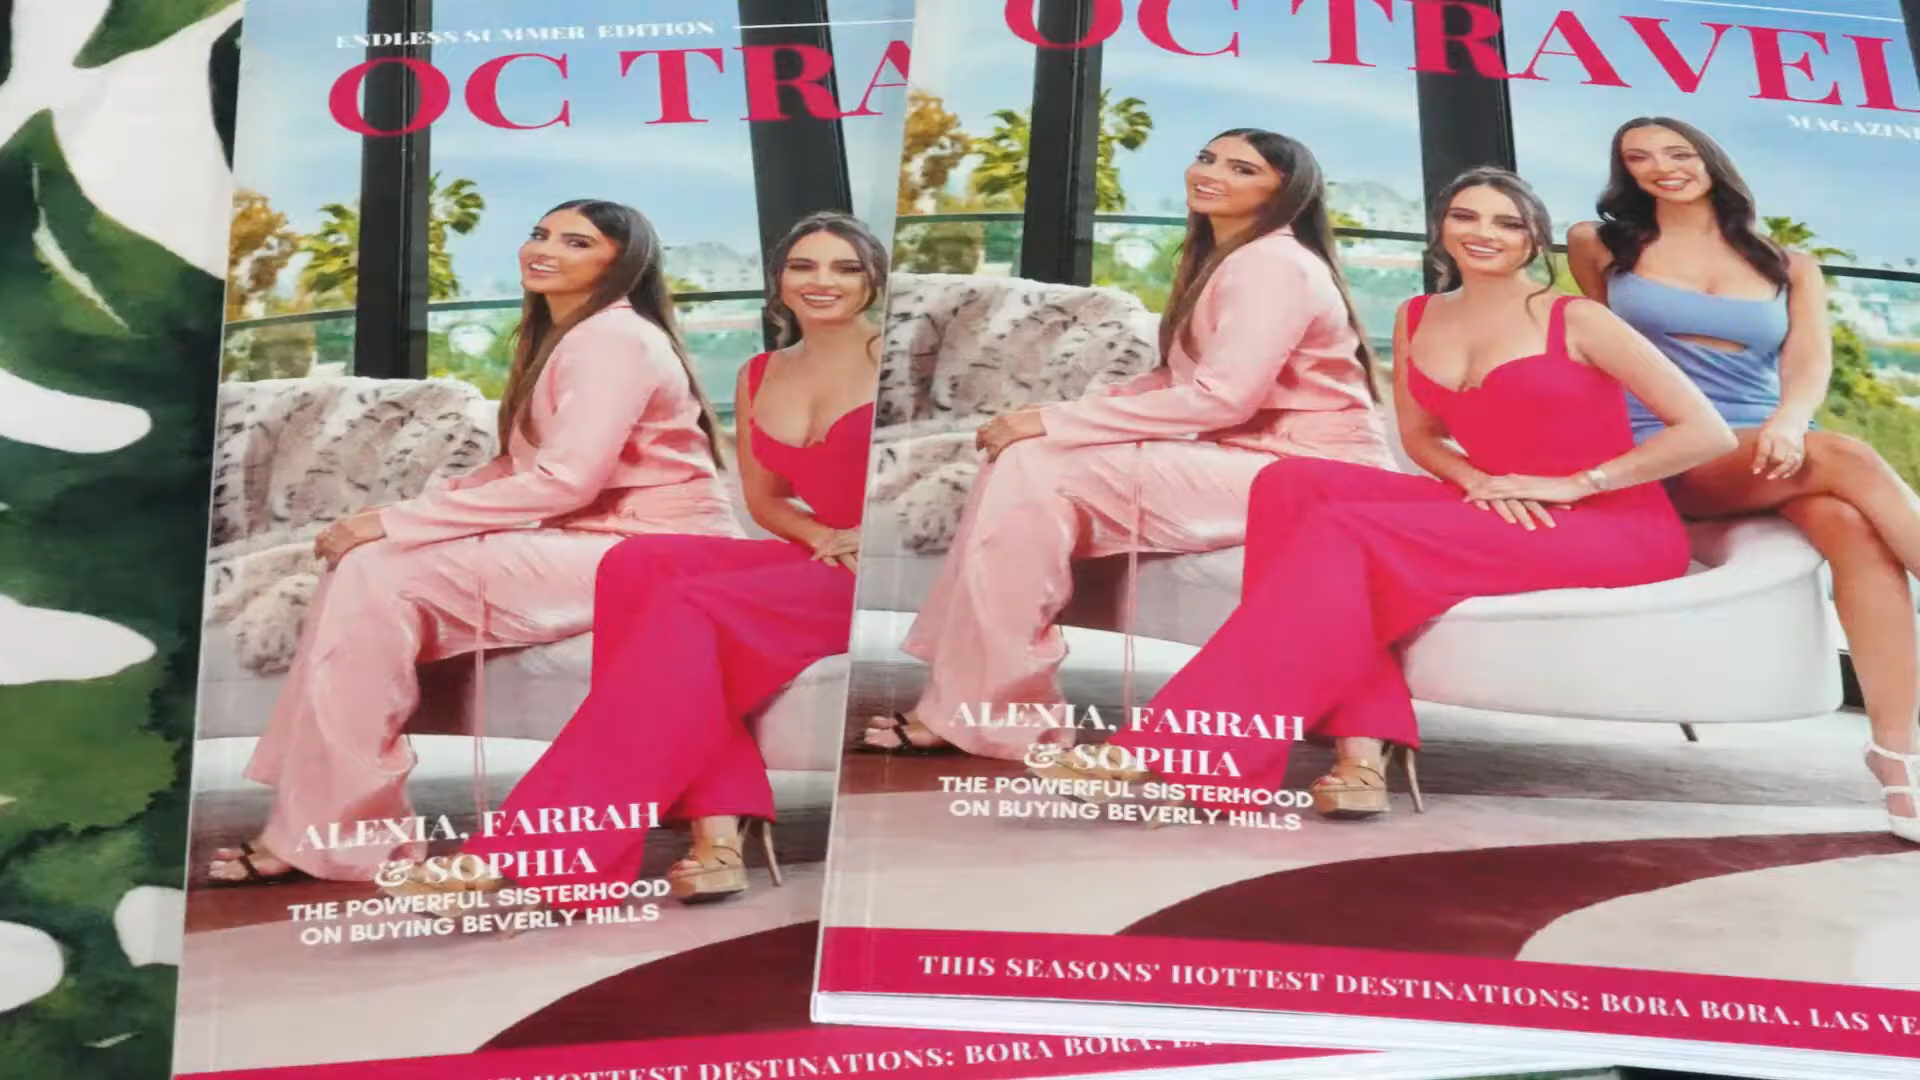 ENDLESS SUMMER EDITION
OC TRA
ALEXIA, FARRAH
& SOPHIA
THE POWERFUL SISTERHOOD
ON BUYING BEVERLY HILLS
HOTTEST DESTINATIONS: BORA BORA,
OC TRAVEL
MAGAZINE
ALEXIA, FARRAH
& SOPHIA
THE POWERFUL SISTERHOOD
ON BUYING BEVERLY HILLS
THIS SEASONS' HOTTEST DESTINATIONS: BORA BORA, LAS VE